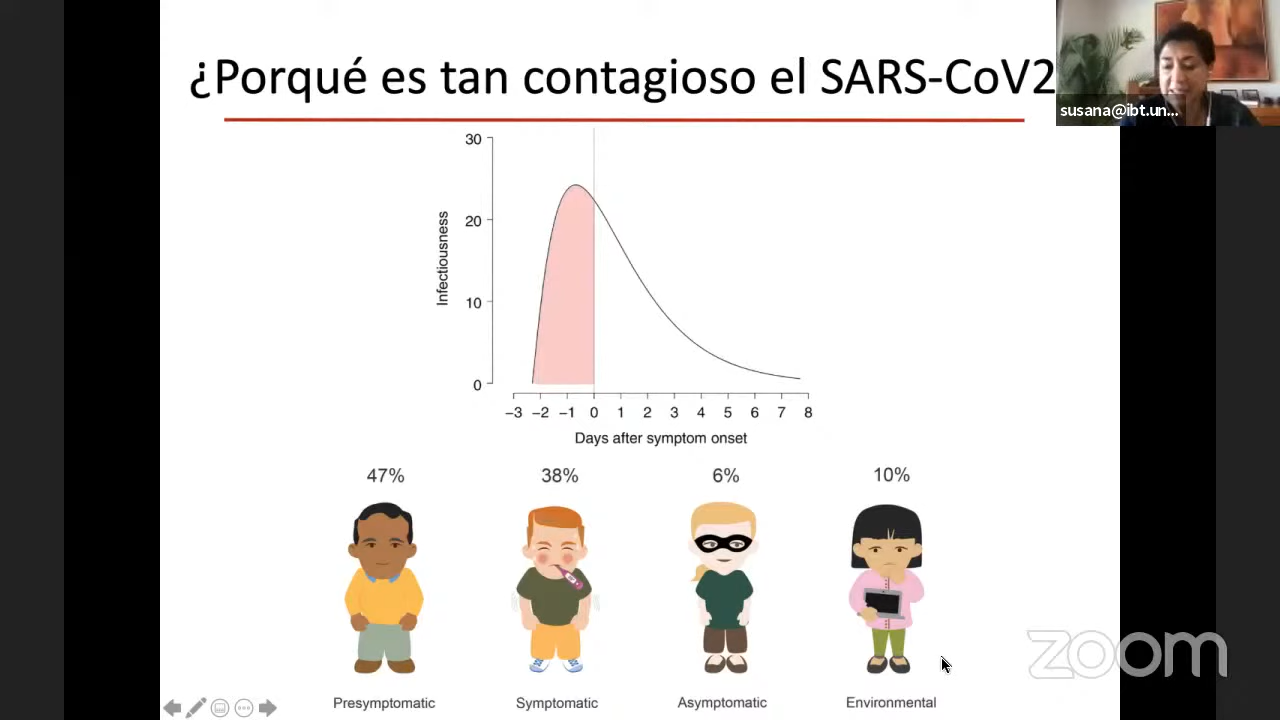 ¿Porqué es tan contagioso el SARS-CoV2
susana@ibt.un...
30
20
10
0
Infectiousness
−3 −2 −1 0 1 2 3 4 5 6 7 8
Days after symptom onset
47% 38% 6% 10%
Presymptomatic Symptomatic Asymptomatic Environmental
zoom